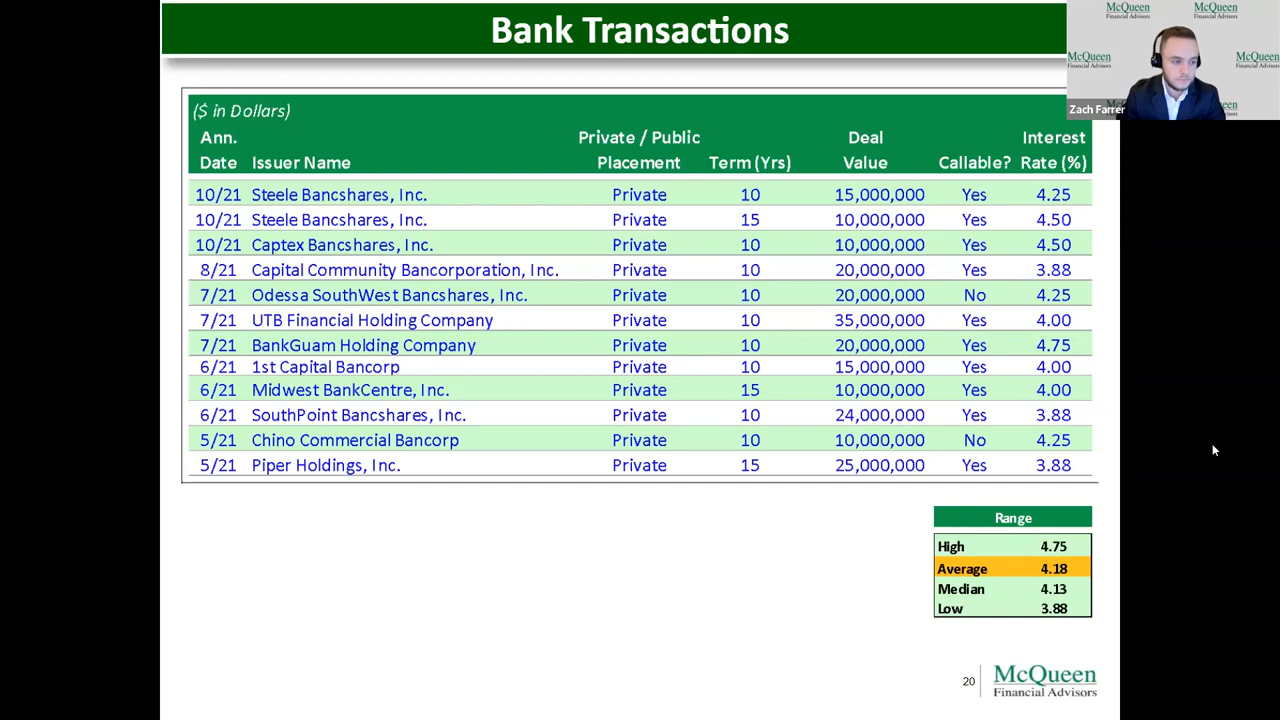 Bank Transactions
McQueen
Financial Advisors
McQueen
Financial Advisors
McQueen
Financial Advisors
McQueen
Financial Advisors
Zach Farrer
($ in Dollars)
Ann. Private / Public Deal Interest
Date Issuer Name Placement Term (Yrs) Value Callable? Rate (%)
10/21 Steele Bancshares, Inc. Private 10 15,000,000 Yes 4.25
10/21 Steele Bancshares, Inc. Private 15 10,000,000 Yes 4.50
10/21 Captex Bancshares, Inc. Private 10 10,000,000 Yes 4.50
8/21 Capital Community Bancorporation, Inc. Private 10 20,000,000 Yes 3.88
7/21 Odessa SouthWest Bancshares, Inc. Private 10 20,000,000 No 4.25
7/21 UTB Financial Holding Company Private 10 35,000,000 Yes 4.00
7/21 BankGuam Holding Company Private 10 20,000,000 Yes 4.75
6/21 1st Capital Bancorp Private 10 15,000,000 Yes 4.00
6/21 Midwest BankCentre, Inc. Private 15 10,000,000 Yes 4.00
6/21 SouthPoint Bancshares, Inc. Private 10 24,000,000 Yes 3.88
5/21 Chino Commercial Bancorp Private 10 10,000,000 No 4.25
5/21 Piper Holdings, Inc. Private 15 25,000,000 Yes 3.88
Range
High 4.75
Average 4.18
Median 4.13
Low 3.88
20
McQueen
Financial Advisors